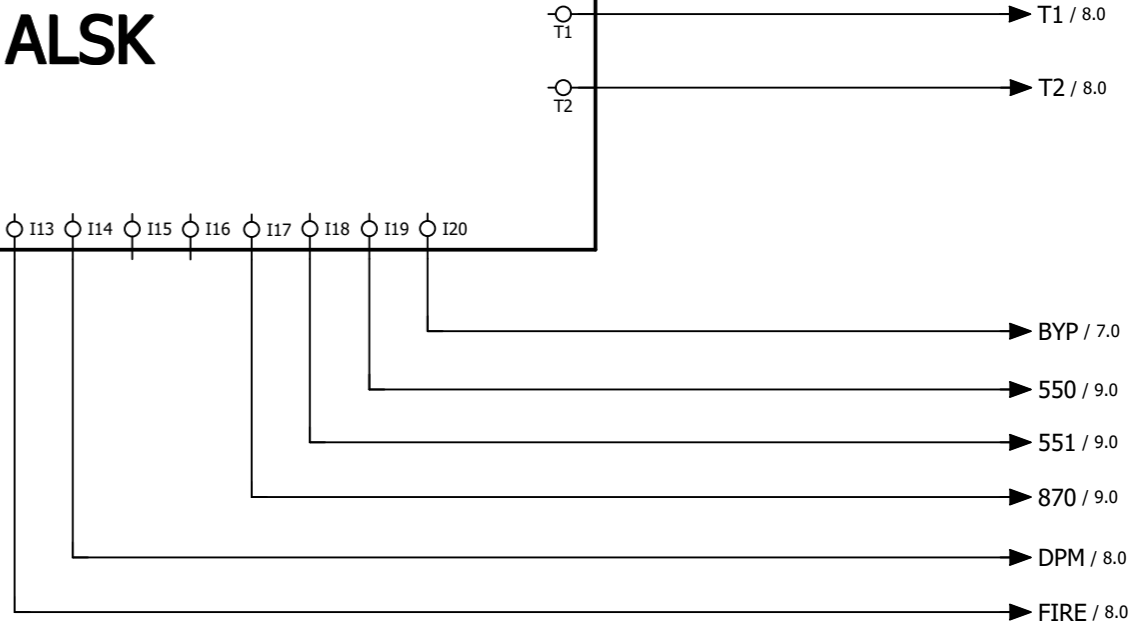 ALSK
T1
T1 / 8.0
T2
T2 / 8.0
I13 I14 I15 I16 I17 I18 I19 I20
BYP / 7.0
550 / 9.0
551 / 9.0
870 / 9.0
DPM / 8.0
FIRE / 8.0